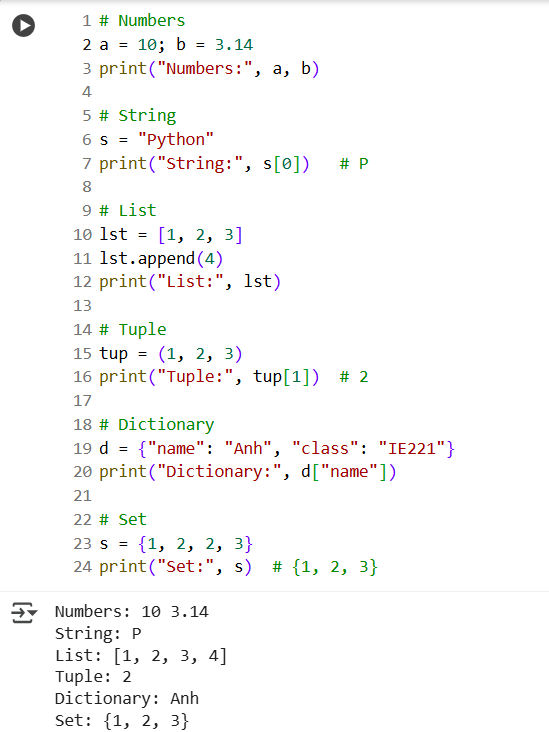 1 # Numbers
2 a = 10; b = 3.14
3 print("Numbers:", a, b)
4
5 # String
6 s = "Python"
7 print("String:", s[0])   # P
8
9 # List
10 lst = [1, 2, 3]
11 lst.append(4)
12 print("List:", lst)
13
14 # Tuple
15 tup = (1, 2, 3)
16 print("Tuple:", tup[1])  # 2
17
18 # Dictionary
19 d = {"name": "Anh", "class": "IE221"}
20 print("Dictionary:", d["name"])
21
22 # Set
23 s = {1, 2, 2, 3}
24 print("Set:", s)  # {1, 2, 3}
Numbers: 10 3.14
String: P
List: [1, 2, 3, 4]
Tuple: 2
Dictionary: Anh
Set: {1, 2, 3}